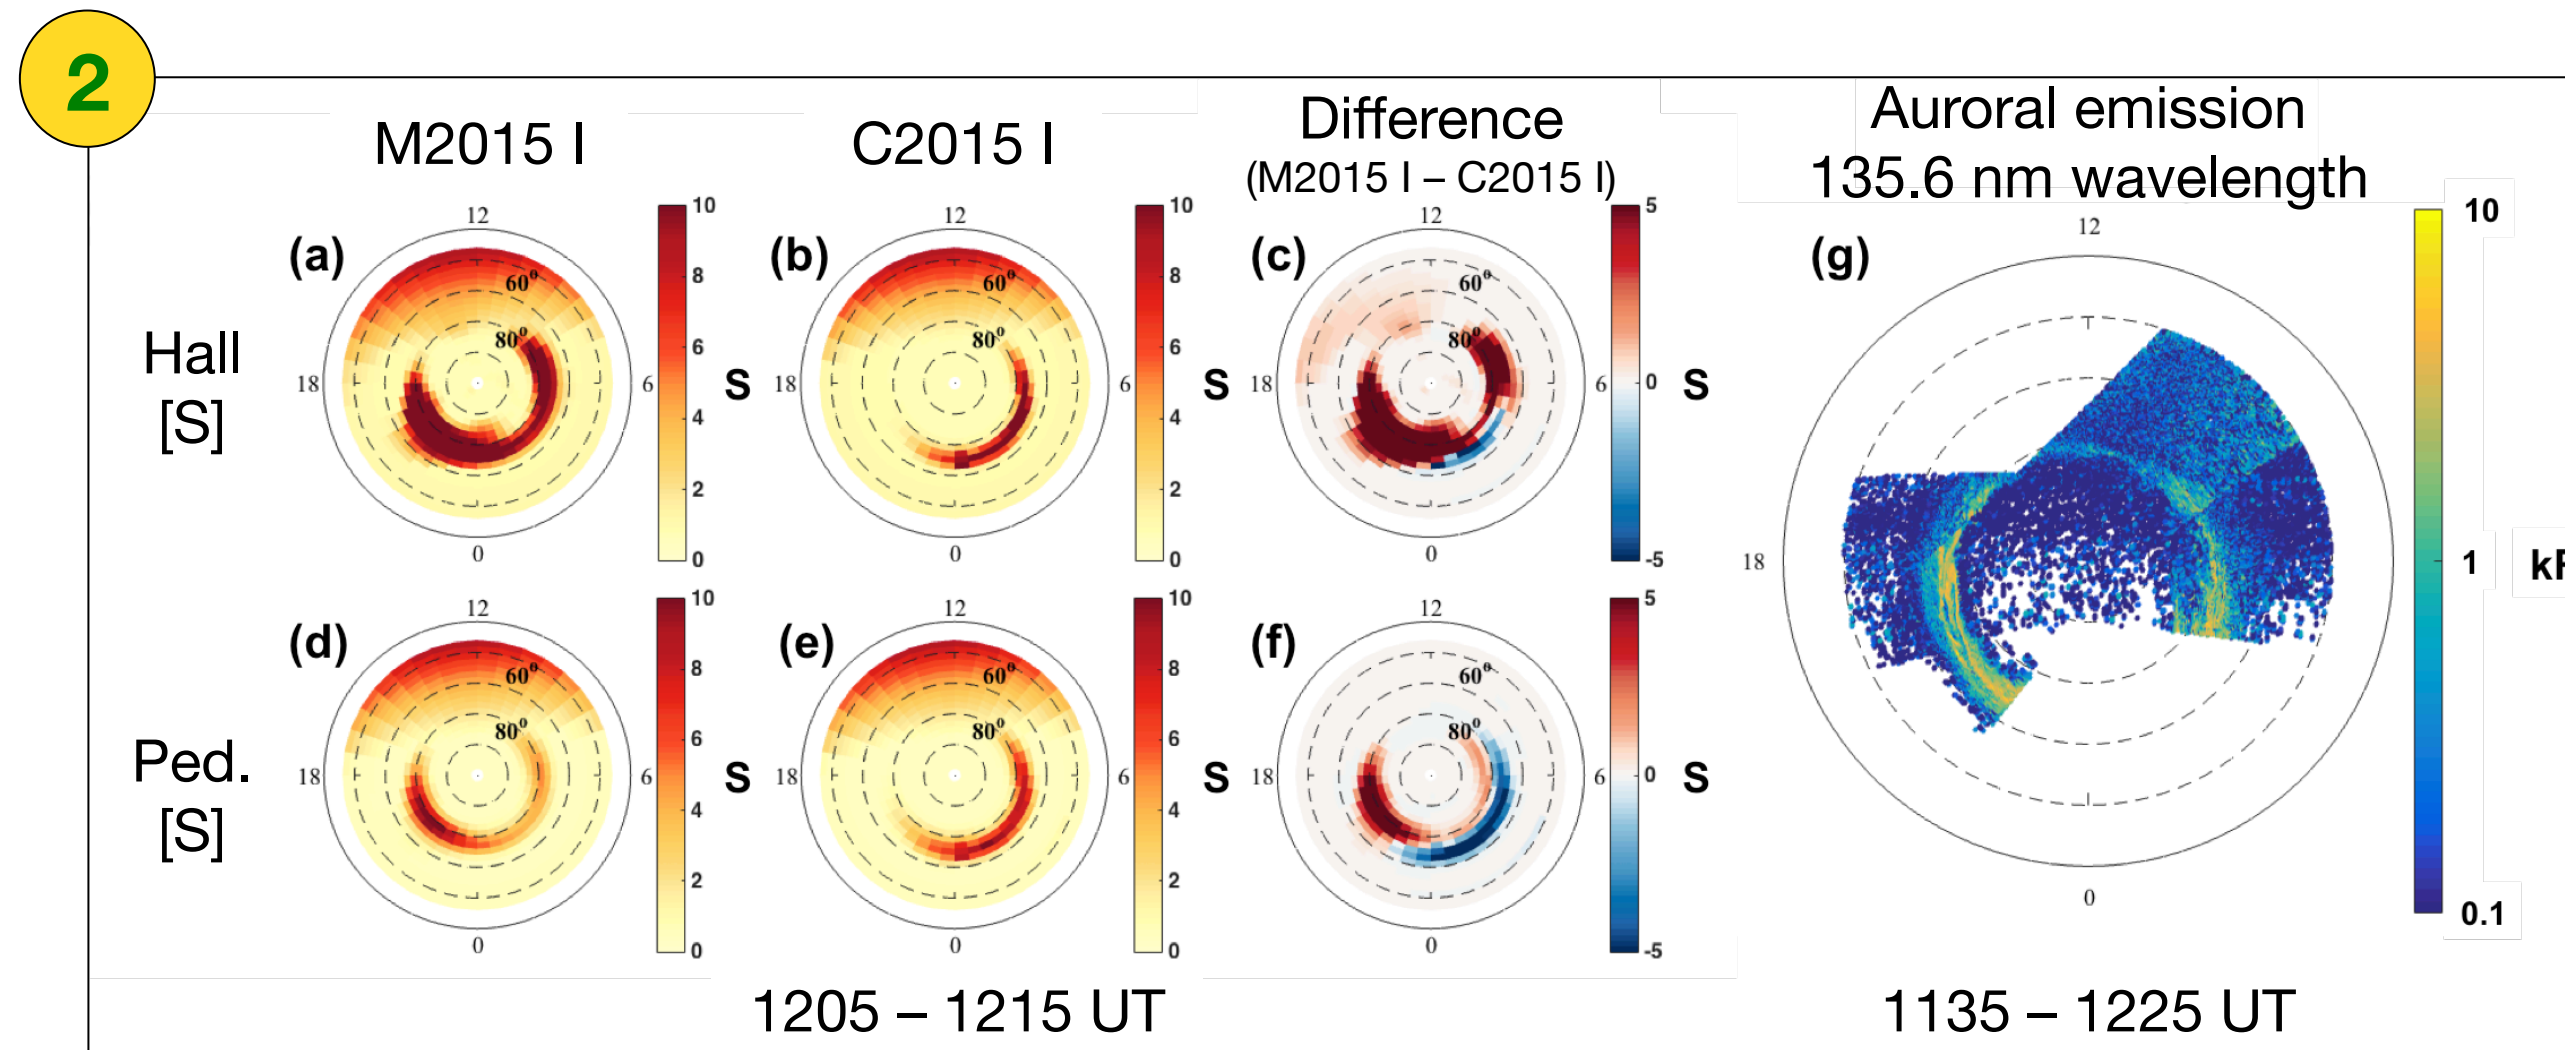 2
M2015 I
C2015 I
Difference
(M2015 I – C2015 I)
Auroral emission
135.6 nm wavelength
Hall
[S]
(a)
12
60°
80°
18
6
0
10
8
6
4
2
0
S
(b)
12
60°
80°
18
6
0
10
8
6
4
2
0
S
(c)
12
60°
80°
18
6
0
5
0
-5
S
(g)
12
18
0
10
1
0.1
Ped.
[S]
(d)
12
60°
80°
18
6
0
10
8
6
4
2
0
S
(e)
12
60°
80°
18
6
0
10
8
6
4
2
0
S
(f)
12
60°
80°
18
6
0
5
0
-5
S
1205 – 1215 UT
1135 – 1225 UT